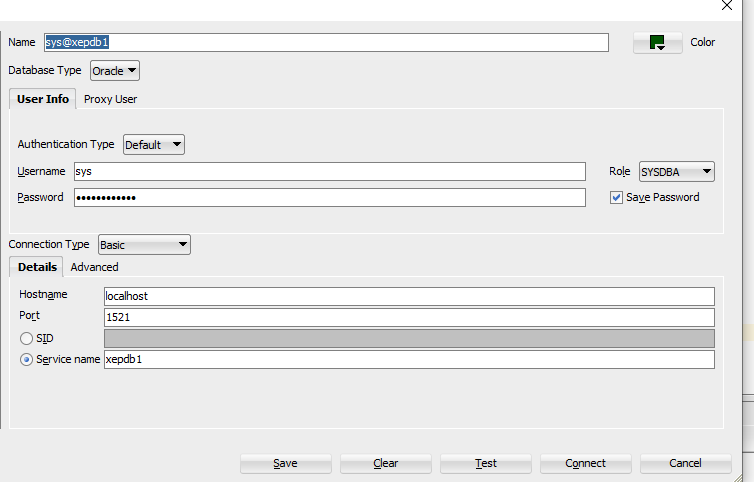 Name sys@xepdb1 Color
Database Type Oracle
User Info Proxy User
Authentication Type Default
Username sys Role SYSDBA
Password •••••••••••• Save Password
Connection Type Basic
Details Advanced
Hostname localhost
Port 1521
SID
Service name xepdb1
Save Clear Test Connect Cancel